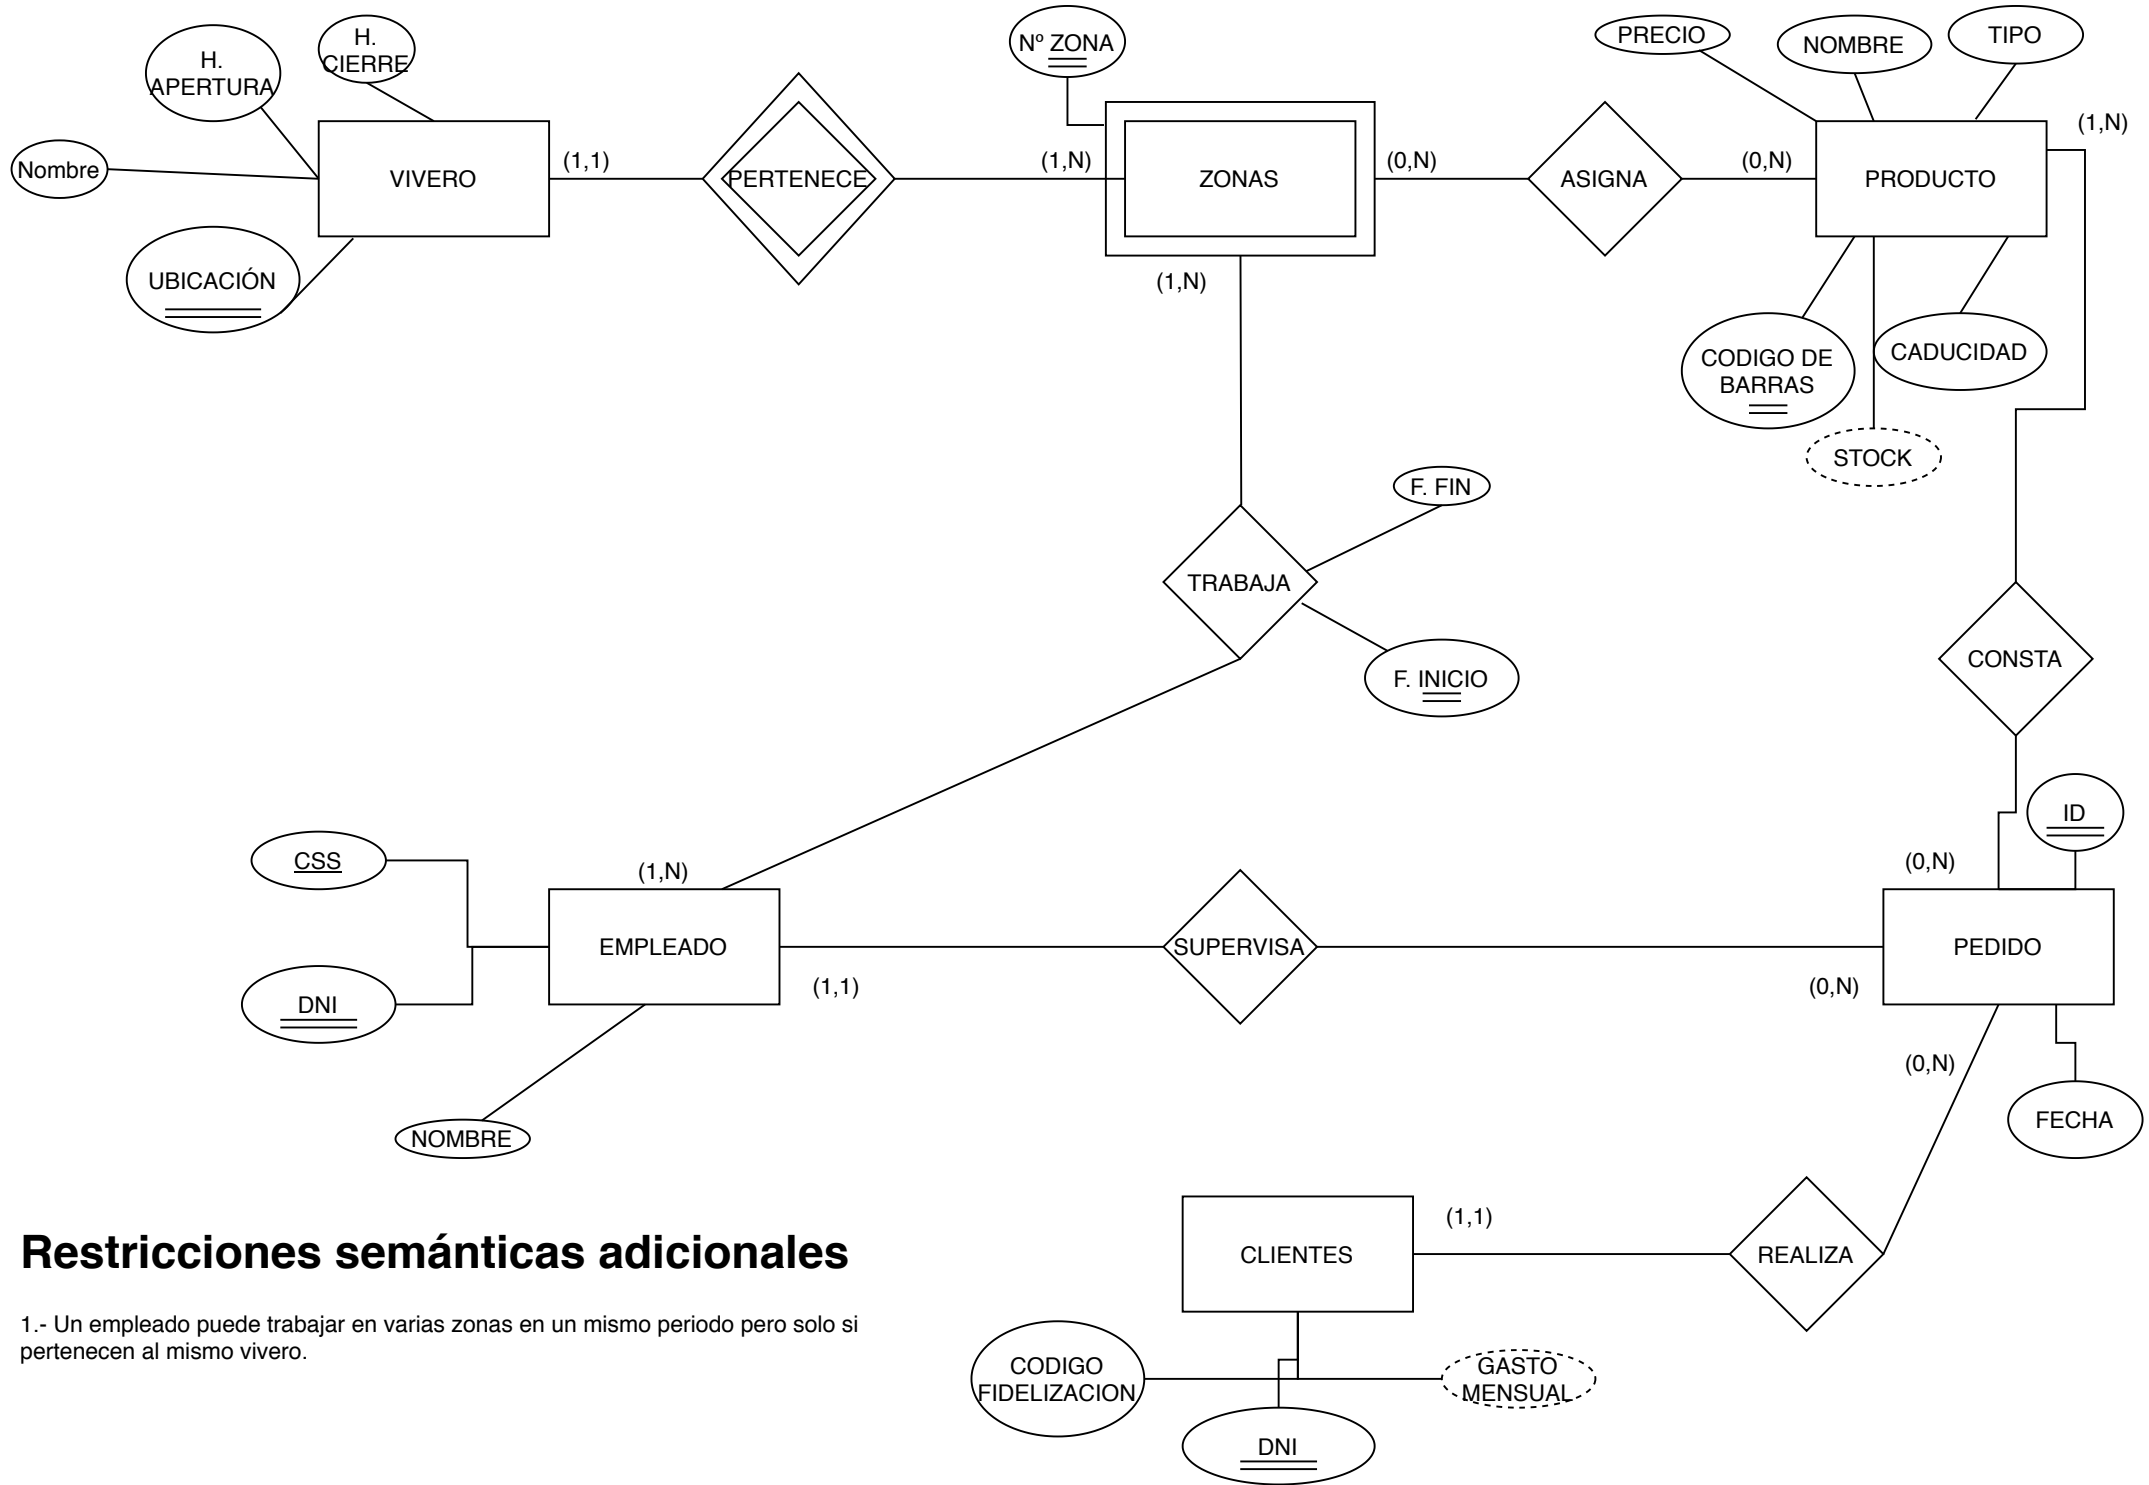 H.
CIERRE
H.
APERTURA
Nº ZONA
PRECIO
NOMBRE
TIPO
(1,N)
Nombre
VIVERO
(1,1)
PERTENECE
(1,N)
ZONAS
(0,N)
ASIGNA
(0,N)
PRODUCTO
UBICACIÓN
(1,N)
CODIGO DE
BARRAS
CADUCIDAD
STOCK
F. FIN
TRABAJA
F. INICIO
CONSTA
ID
CSS
(1,N)
(0,N)
EMPLEADO
SUPERVISA
PEDIDO
(1,1)
(0,N)
DNI
(0,N)
NOMBRE
FECHA
(1,1)
CLIENTES
REALIZA
Restricciones semánticas adicionales
1.- Un empleado puede trabajar en varias zonas en un mismo periodo pero solo si
pertenecen al mismo vivero.
CODIGO
FIDELIZACION
GASTO
MENSUAL
DNI